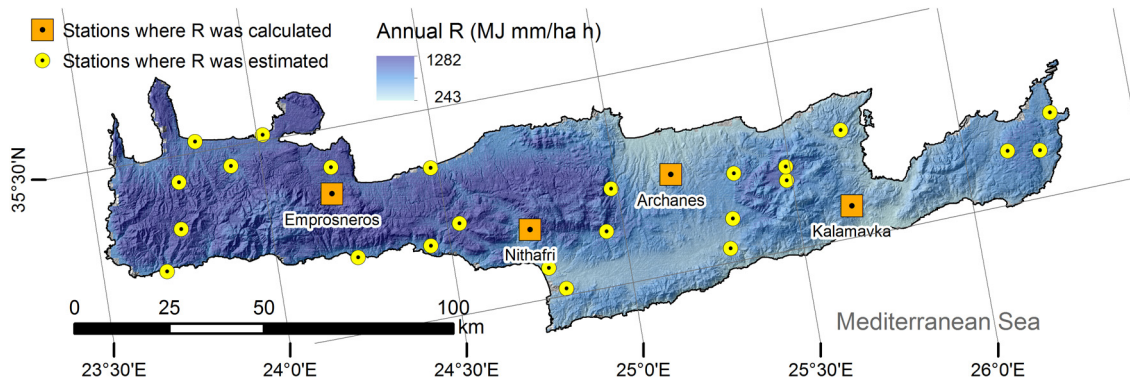 Stations where R was calculated
Stations where R was estimated
Annual R (MJ mm/ha h)
1282
243
35°30'N
Emprosneros
Nithafri
Archanes
Kalamavka
0 25 50 100
km
Mediterranean Sea
23°30'E 24°0'E 24°30'E 25°0'E 25°30'E 26°0'E